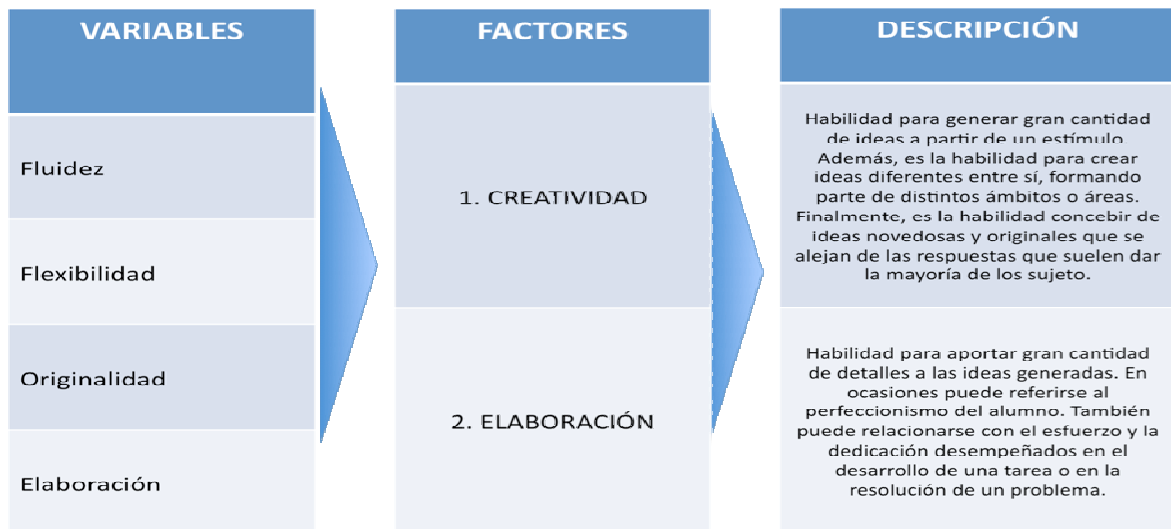 VARIABLES
Fluidez
Flexibilidad
Originalidad
Elaboración
FACTORES
1. CREATIVIDAD
2. ELABORACIÓN
DESCRIPCIÓN
Habilidad para generar gran cantidad
de ideas a partir de un estímulo.
Además, es la habilidad para crear
ideas diferentes entre sí, formando
parte de distintos ámbitos o áreas.
Finalmente, es la habilidad concebir de
ideas novedosas y originales que se
alejan de las respuestas que suelen dar
la mayoría de los sujeto.
Habilidad para aportar gran cantidad
de detalles a las ideas generadas. En
ocasiones puede referirse al
perfeccionismo del alumno. También
puede relacionarse con el esfuerzo y la
dedicación desempeñados en el
desarrollo de una tarea o en la
resolución de un problema.